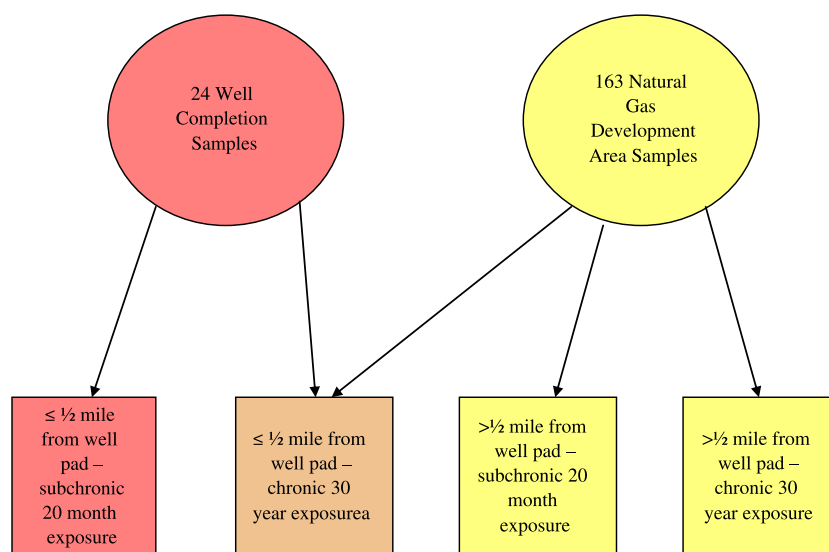 24 Well
Completion
Samples
163 Natural
Gas
Development
Area Samples
≤ ½ mile
from well
pad –
subchronic
20 month
exposure
≤ ½ mile from
well pad –
chronic 30
year exposurea
>½ mile from
well pad –
subchronic 20
month
exposure
>½ mile from
well pad –
chronic 30
year exposure